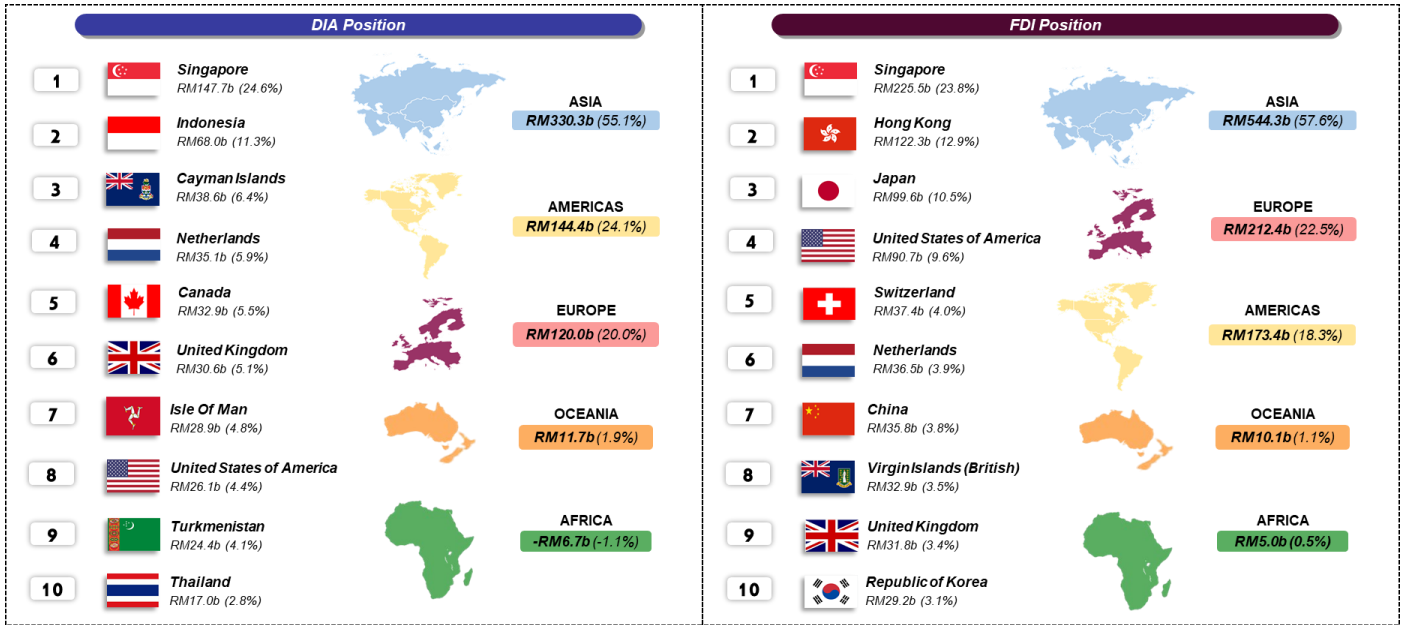 DIA Position
1
Singapore
RM147.7b (24.6%)
2
Indonesia
RM68.0b (11.3%)
3
Cayman Islands
RM38.6b (6.4%)
4
Netherlands
RM35.1b (5.9%)
5
Canada
RM32.9b (5.5%)
6
United Kingdom
RM30.6b (5.1%)
7
Isle Of Man
RM28.9b (4.8%)
8
United States of America
RM26.1b (4.4%)
9
Turkmenistan
RM24.4b (4.1%)
10
Thailand
RM17.0b (2.8%)
ASIA
RM330.3b (55.1%)
AMERICAS
RM144.4b (24.1%)
EUROPE
RM120.0b (20.0%)
OCEANIA
RM11.7b (1.9%)
AFRICA
-RM6.7b (-1.1%)
FDI Position
1
Singapore
RM225.5b (23.8%)
2
Hong Kong
RM122.3b (12.9%)
3
Japan
RM99.6b (10.5%)
4
United States of America
RM90.7b (9.6%)
5
Switzerland
RM37.4b (4.0%)
6
Netherlands
RM36.5b (3.9%)
7
China
RM35.8b (3.8%)
8
Virgin Islands (British)
RM32.9b (3.5%)
9
United Kingdom
RM31.8b (3.4%)
10
Republic of Korea
RM29.2b (3.1%)
ASIA
RM544.3b (57.6%)
EUROPE
RM212.4b (22.5%)
AMERICAS
RM173.4b (18.3%)
OCEANIA
RM10.1b (1.1%)
AFRICA
RM5.0b (0.5%)